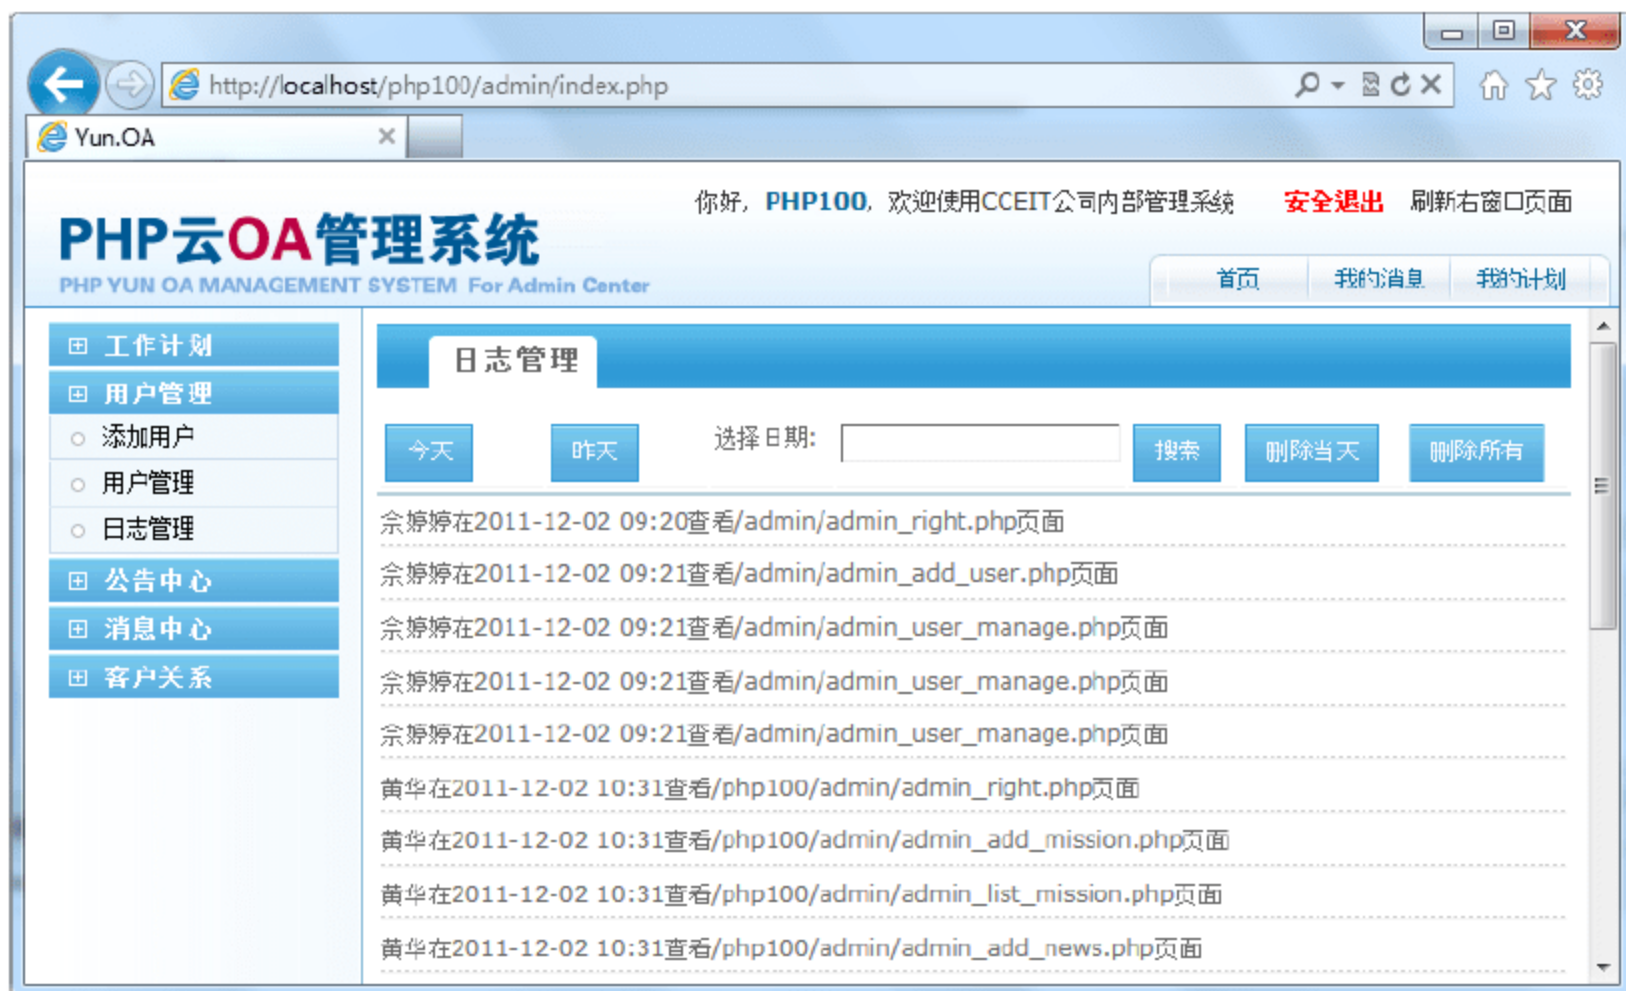 http://localhost/php100/admin/index.php
Yun.OA
你好, PHP100, 欢迎使用CCEIT公司内部管理系统 安全退出 刷新右窗口页面
PHP云OA管理系统
PHP YUN OA MANAGEMENT SYSTEM For Admin Center
首页 我的消息 我的计划
工作计划
用户管理
添加用户
用户管理
日志管理
公告中心
消息中心
客户关系
日志管理
今天 昨天 选择日期: 搜索 删除当天 删除所有
佘婷婷在2011-12-02 09:20查看/admin/admin_right.php页面
佘婷婷在2011-12-02 09:21查看/admin/admin_add_user.php页面
佘婷婷在2011-12-02 09:21查看/admin/admin_user_manage.php页面
佘婷婷在2011-12-02 09:21查看/admin/admin_user_manage.php页面
佘婷婷在2011-12-02 09:21查看/admin/admin_user_manage.php页面
黄华在2011-12-02 10:31查看/php100/admin/admin_right.php页面
黄华在2011-12-02 10:31查看/php100/admin/admin_add_mission.php页面
黄华在2011-12-02 10:31查看/php100/admin/admin_list_mission.php页面
黄华在2011-12-02 10:31查看/php100/admin/admin_add_news.php页面